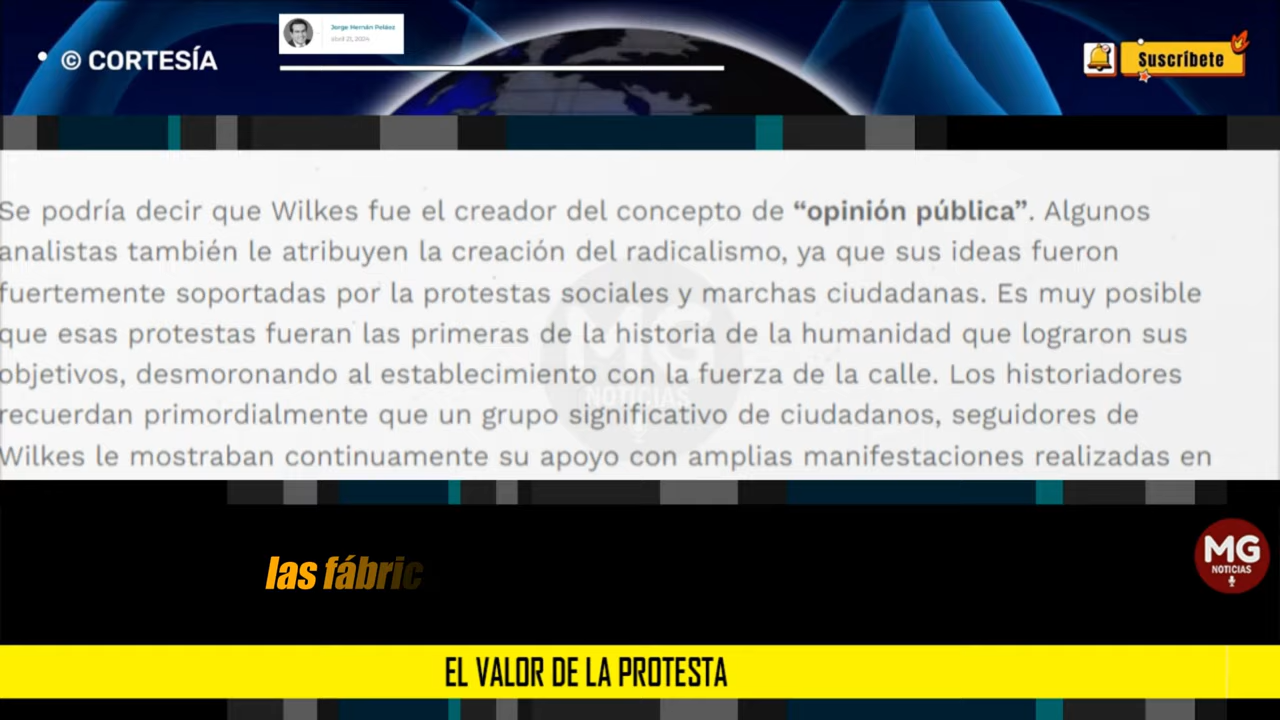 Jorge Hernán Peláez
abril 21, 2024
© CORTESÍA
Suscríbete
Se podría decir que Wilkes fue el creador del concepto de “opinión pública”. Algunos
analistas también le atribuyen la creación del radicalismo, ya que sus ideas fueron
fuertemente soportadas por la protestas sociales y marchas ciudadanas. Es muy posible
que esas protestas fueran las primeras de la historia de la humanidad que lograron sus
objetivos, desmoronando al establecimiento con la fuerza de la calle. Los historiadores
recuerdan primordialmente que un grupo significativo de ciudadanos, seguidores de
Wilkes le mostraban continuamente su apoyo con amplias manifestaciones realizadas en
MG
NOTICIAS
las fábric
MG
NOTICIAS
EL VALOR DE LA PROTESTA